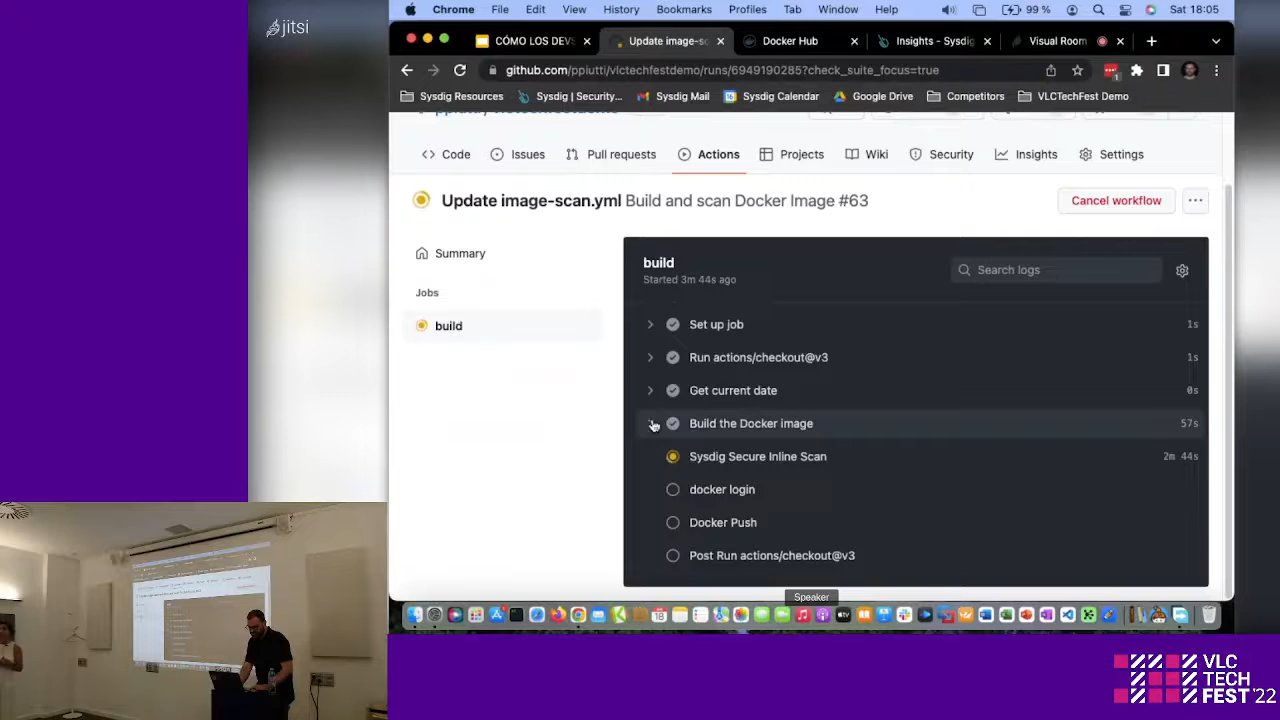 jitsi
Chrome File Edit View History Bookmarks Profiles Tab Window Help 99 % Sat 18:05
CÓMO LOS DEVS Update image-sc Docker Hub Insights - Sysdig Visual Room
github.com/ppiutti/vlctechfestdemo/runs/6949190285?check_suite_focus=true
Sysdig Resources Sysdig | Security... Sysdig Mail Sysdig Calendar Google Drive Competitors VLCTechFest Demo
Code Issues Pull requests Actions Projects Wiki Security Insights Settings
Update image-scan.yml Build and scan Docker Image #63
Cancel workflow
Summary
Jobs
build
build
Started 3m 44s ago
Search logs
Set up job 1s
Run actions/checkout@v3 1s
Get current date 0s
Build the Docker image 57s
Sysdig Secure Inline Scan 2m 44s
docker login
Docker Push
Post Run actions/checkout@v3
Speaker
VLC
TECH
FEST '22